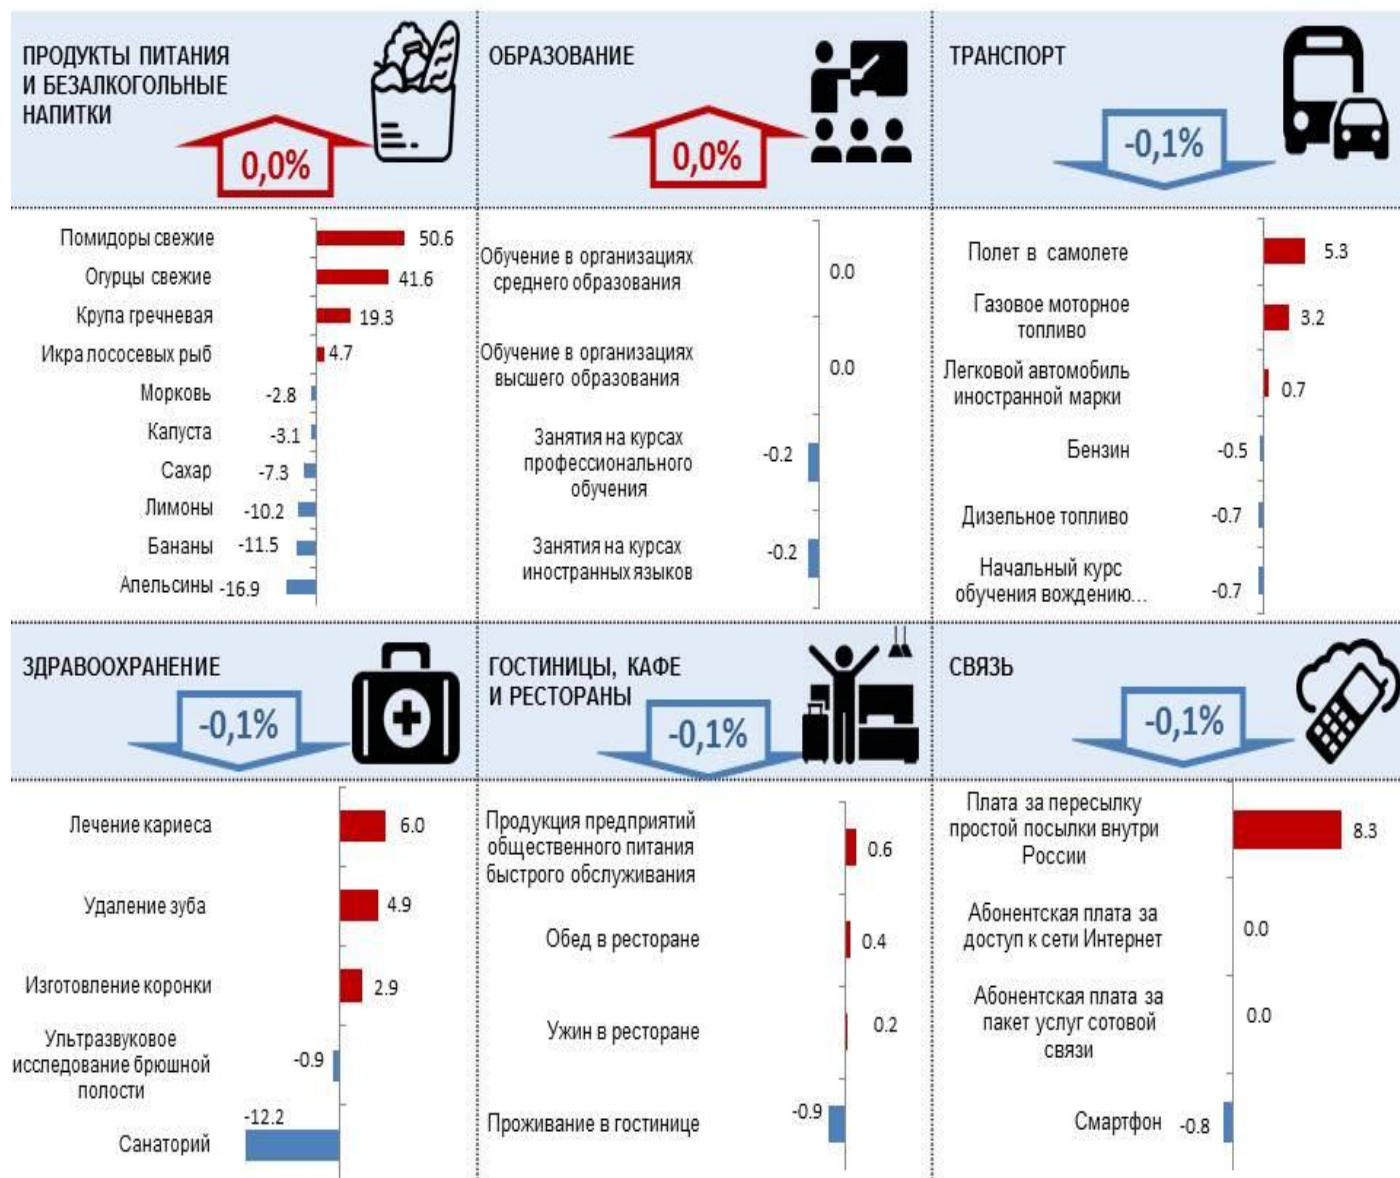 ПРОДУКТЫ ПИТАНИЯ
И БЕЗАЛКОГОЛЬНЫЕ
НАПИТКИ
0,0%
Помидоры свежие 50.6
Огурцы свежие 41.6
Крупа гречневая 19.3
Икра лососевых рыб 4.7
Морковь -2.8
Капуста -3.1
Сахар -7.3
Лимоны -10.2
Бананы -11.5
Апельсины -16.9
ОБРАЗОВАНИЕ
0,0%
Обучение в организациях
среднего образования
0.0
Обучение в организациях
высшего образования
0.0
Занятия на курсах
профессионального
обучения
-0.2
Занятия на курсах
иностранных языков
-0.2
ТРАНСПОРТ
-0,1%
Полет в самолете 5.3
Газовое моторное
топливо
3.2
Легковой автомобиль
иностранной марки
0.7
Бензин -0.5
Дизельное топливо -0.7
Начальный курс
обучения вождению...
-0.7
ЗДРАВООХРАНЕНИЕ
-0,1%
Лечение кариеса 6.0
Удаление зуба 4.9
Изготовление коронки 2.9
Ультразвуковое
исследование брюшной
полости
-0.9
Санаторий -12.2
ГОСТИНИЦЫ, КАФЕ
И РЕСТОРАНЫ
-0,1%
Продукция предприятий
общественного питания
быстрого обслуживания
0.6
Обед в ресторане 0.4
Ужин в ресторане 0.2
Проживание в гостинице -0.9
СВЯЗЬ
-0,1%
Плата за пересылку
простой посылки внутри
России
8.3
Абонентская плата за
доступ к сети Интернет
0.0
Абонентская плата за
пакет услуг сотовой
связи
0.0
Смартфон -0.8